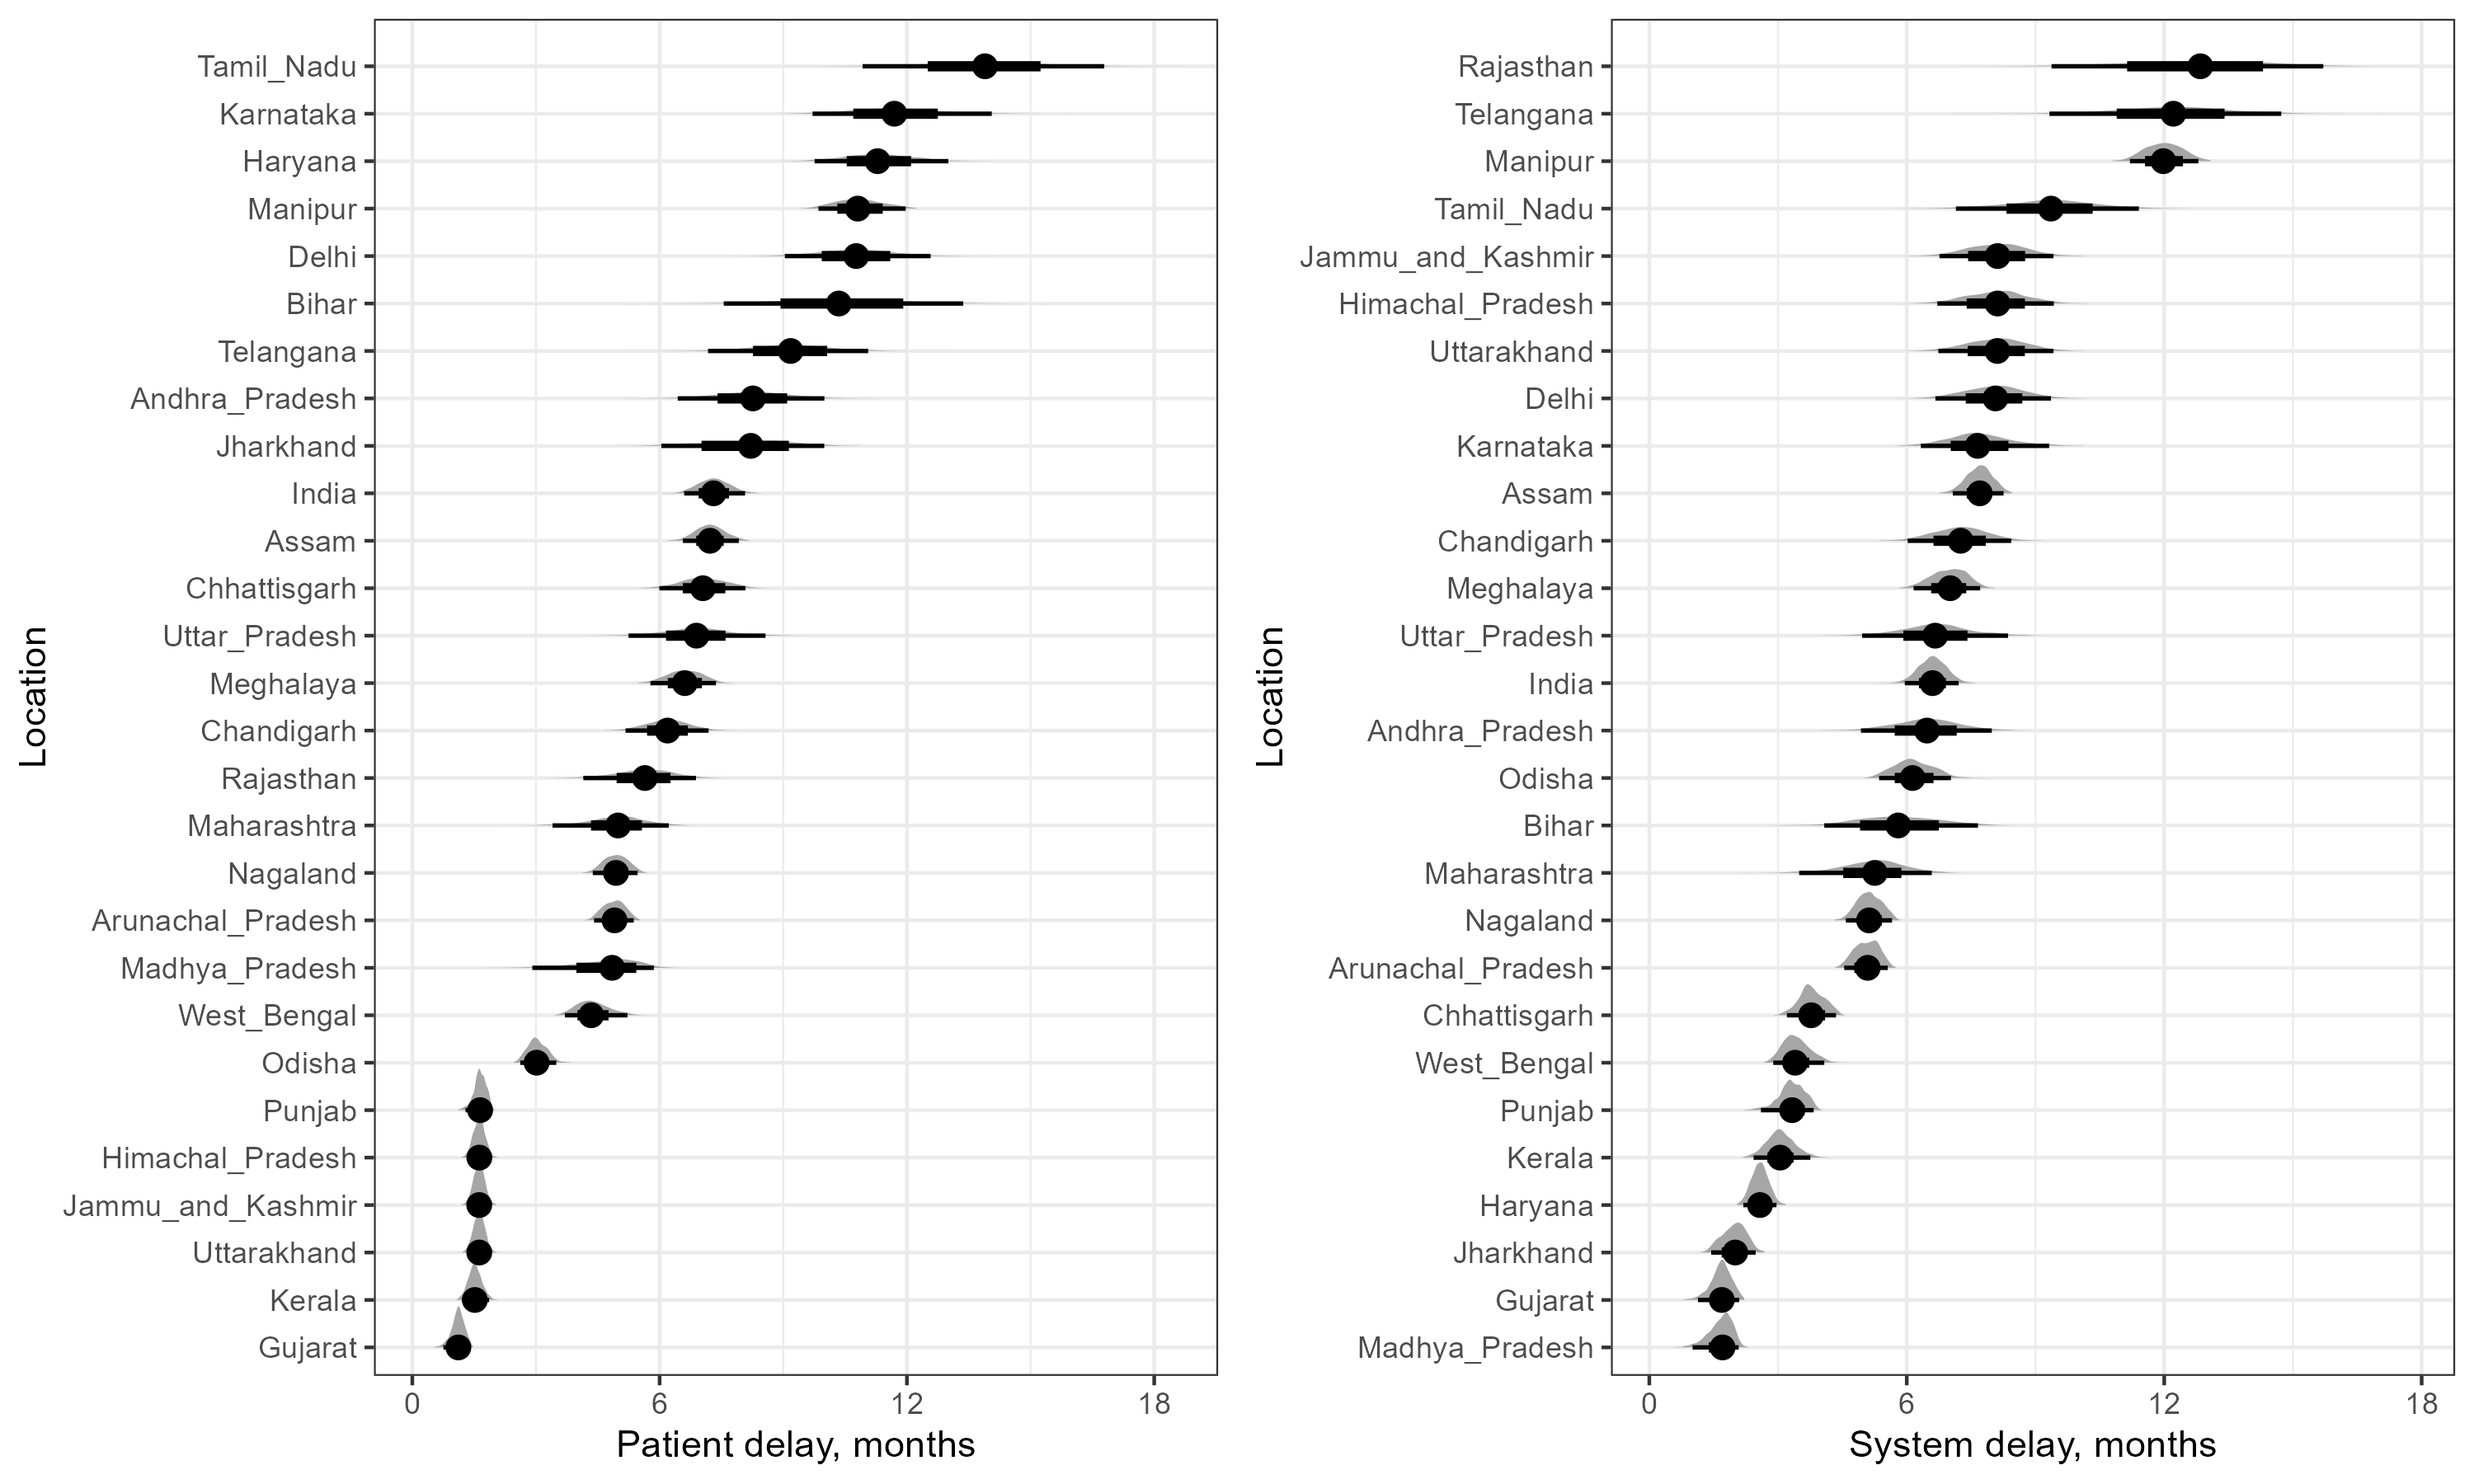 Location
Tamil_Nadu
Karnataka
Haryana
Manipur
Delhi
Bihar
Telangana
Andhra_Pradesh
Jharkhand
India
Assam
Chhattisgarh
Uttar_Pradesh
Meghalaya
Chandigarh
Rajasthan
Maharashtra
Nagaland
Arunachal_Pradesh
Madhya_Pradesh
West_Bengal
Odisha
Punjab
Himachal_Pradesh
Jammu_and_Kashmir
Uttarakhand
Kerala
Gujarat
0 6 12 18
Patient delay, months
Location
Rajasthan
Telangana
Manipur
Tamil_Nadu
Jammu_and_Kashmir
Himachal_Pradesh
Uttarakhand
Delhi
Karnataka
Assam
Chandigarh
Meghalaya
Uttar_Pradesh
India
Andhra_Pradesh
Odisha
Bihar
Maharashtra
Nagaland
Arunachal_Pradesh
Chhattisgarh
West_Bengal
Punjab
Kerala
Haryana
Jharkhand
Gujarat
Madhya_Pradesh
0 6 12 18
System delay, months